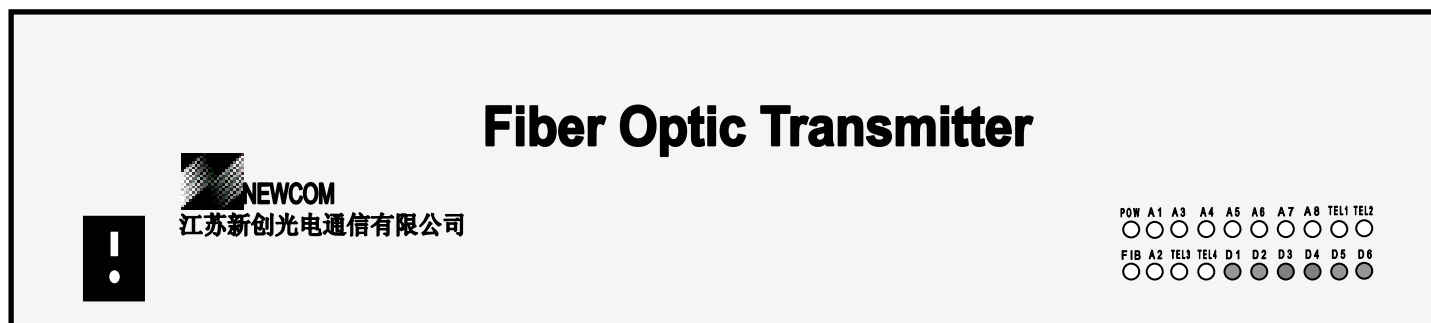 Fiber Optic Transmitter
NEWCOM
江苏新创光电通信有限公司
!
POW A1 A3 A4 A5 A6 A7 A8 TEL1 TEL2
FIB A2 TEL3 TEL4 D1 D2 D3 D4 D5 D6